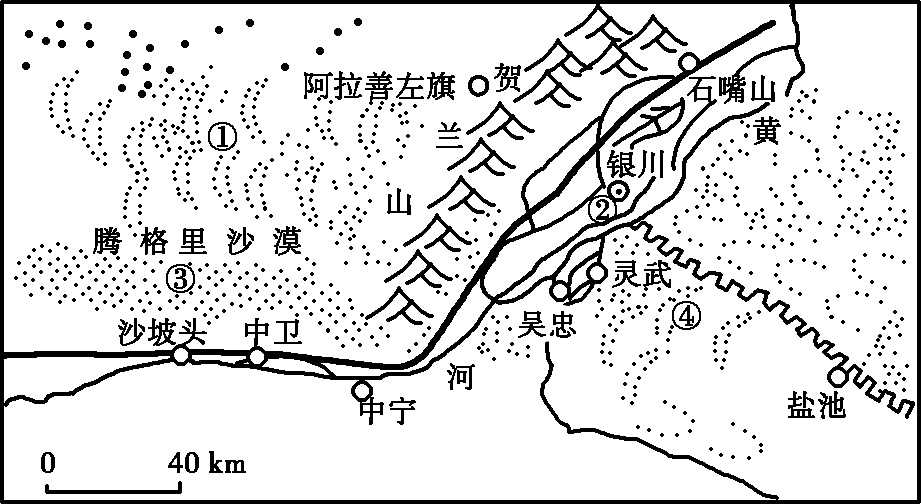 阿拉善左旗
贺
兰
山
石嘴山
黄
①
银川
②
腾格里沙漠
③
灵武
④
沙坡头
中卫
吴忠
河
中宁
盐池
0
40 km